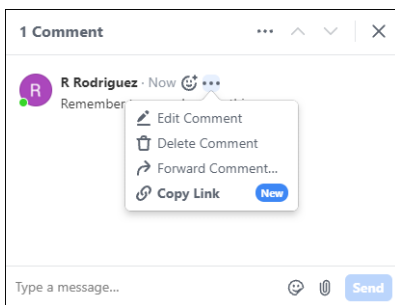 1 Comment
R
R Rodriguez · Now
Remember
Edit Comment
Delete Comment
Forward Comment...
Copy Link New
Type a message... Send